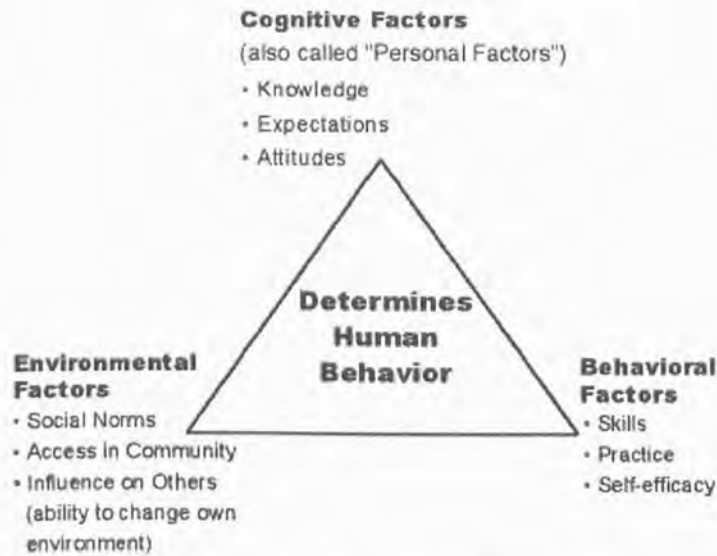 Cognitive Factors
(also called "Personal Factors")
• Knowledge
• Expectations
• Attitudes
Determines
Human
Behavior
Environmental
Factors
• Social Norms
• Access in Community
• Influence on Others
(ability to change own
environment)
Behavioral
Factors
• Skills
• Practice
• Self-efficacy